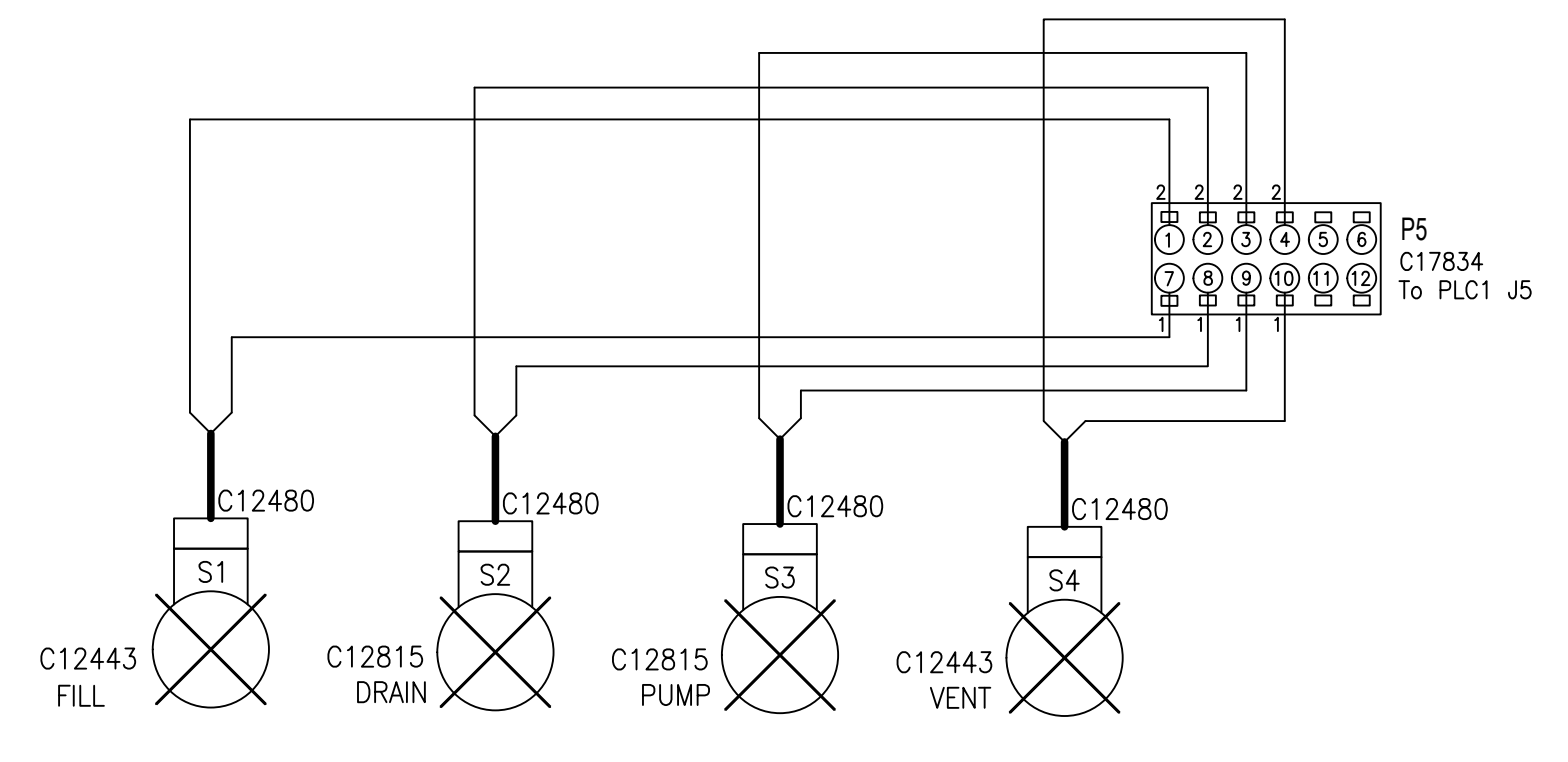 2 2 2 2
1 2 3 4 5 6
7 8 9 10 11 12
1 1 1 1
P5
C17834
To PLC1 J5
C12480
S1
C12443
FILL
C12480
S2
C12815
DRAIN
C12480
S3
C12815
PUMP
C12480
S4
C12443
VENT